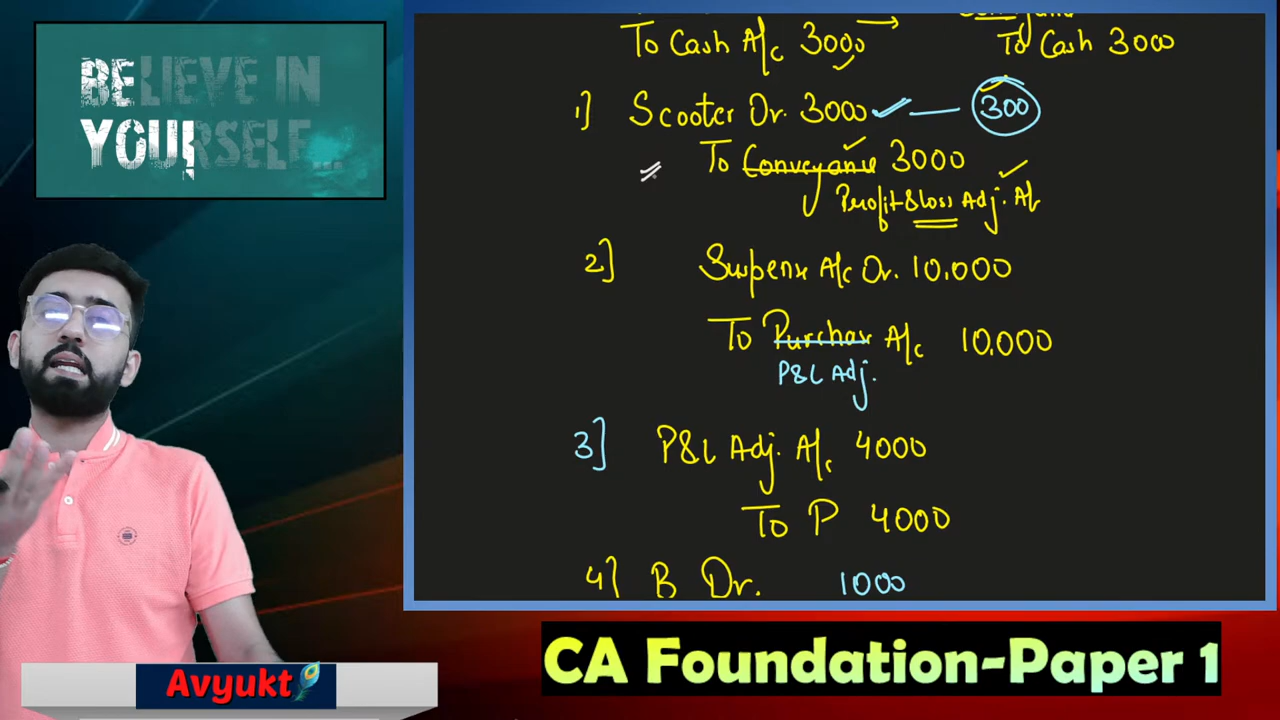 BELIEVE IN
YOURSELF...
To Cash A/c 3000
To Cash 3000
1] Scooter Dr. 3000 — 300
To Conveyance 3000
Profit & loss Adj. A/c
2] Suspense A/c Dr. 10,000
To Purchase A/c 10,000
P&L Adj.
3] P&L Adj. A/c 4000
To P 4000
4] B Dr. 1000
Avyukt
CA Foundation-Paper 1